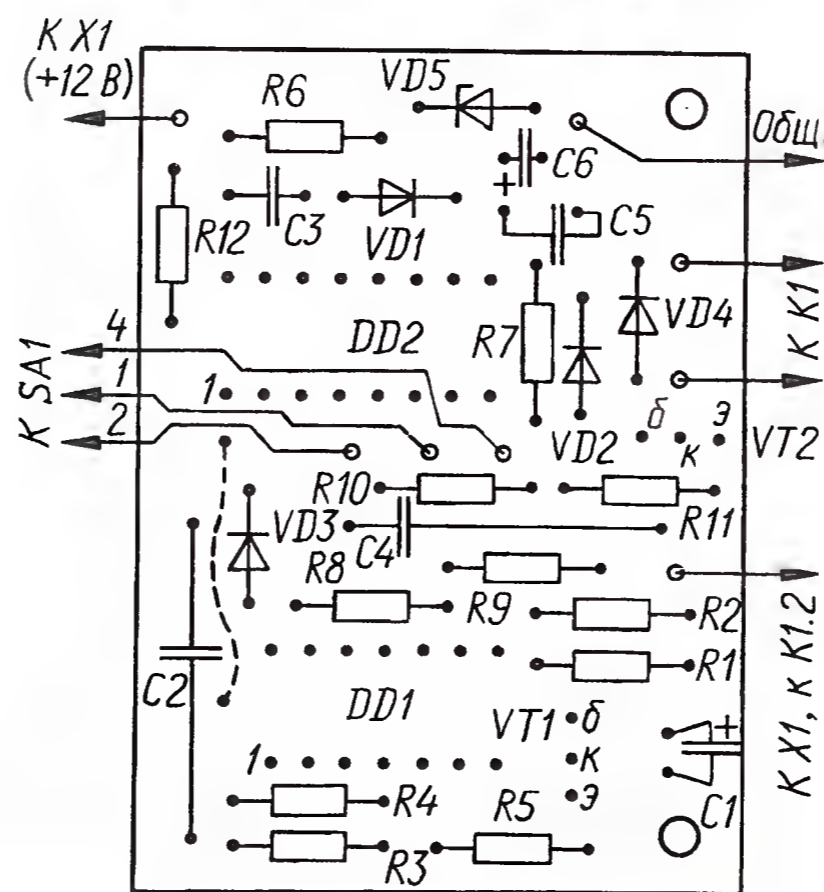 К X1
(+12 В)
R6
VD5
Общ.
+
C6
C5
R12
C3
VD1
К К1
VD4
R7
DD2
К SA1
4
1
2
1
б
к
э
VT2
VD2
R10
R11
VD3
C4
R8
R9
R2
R1
К X1, к К1.2
C2
DD1
VT1
б
к
э
+
C1
1
R4
R5
R3